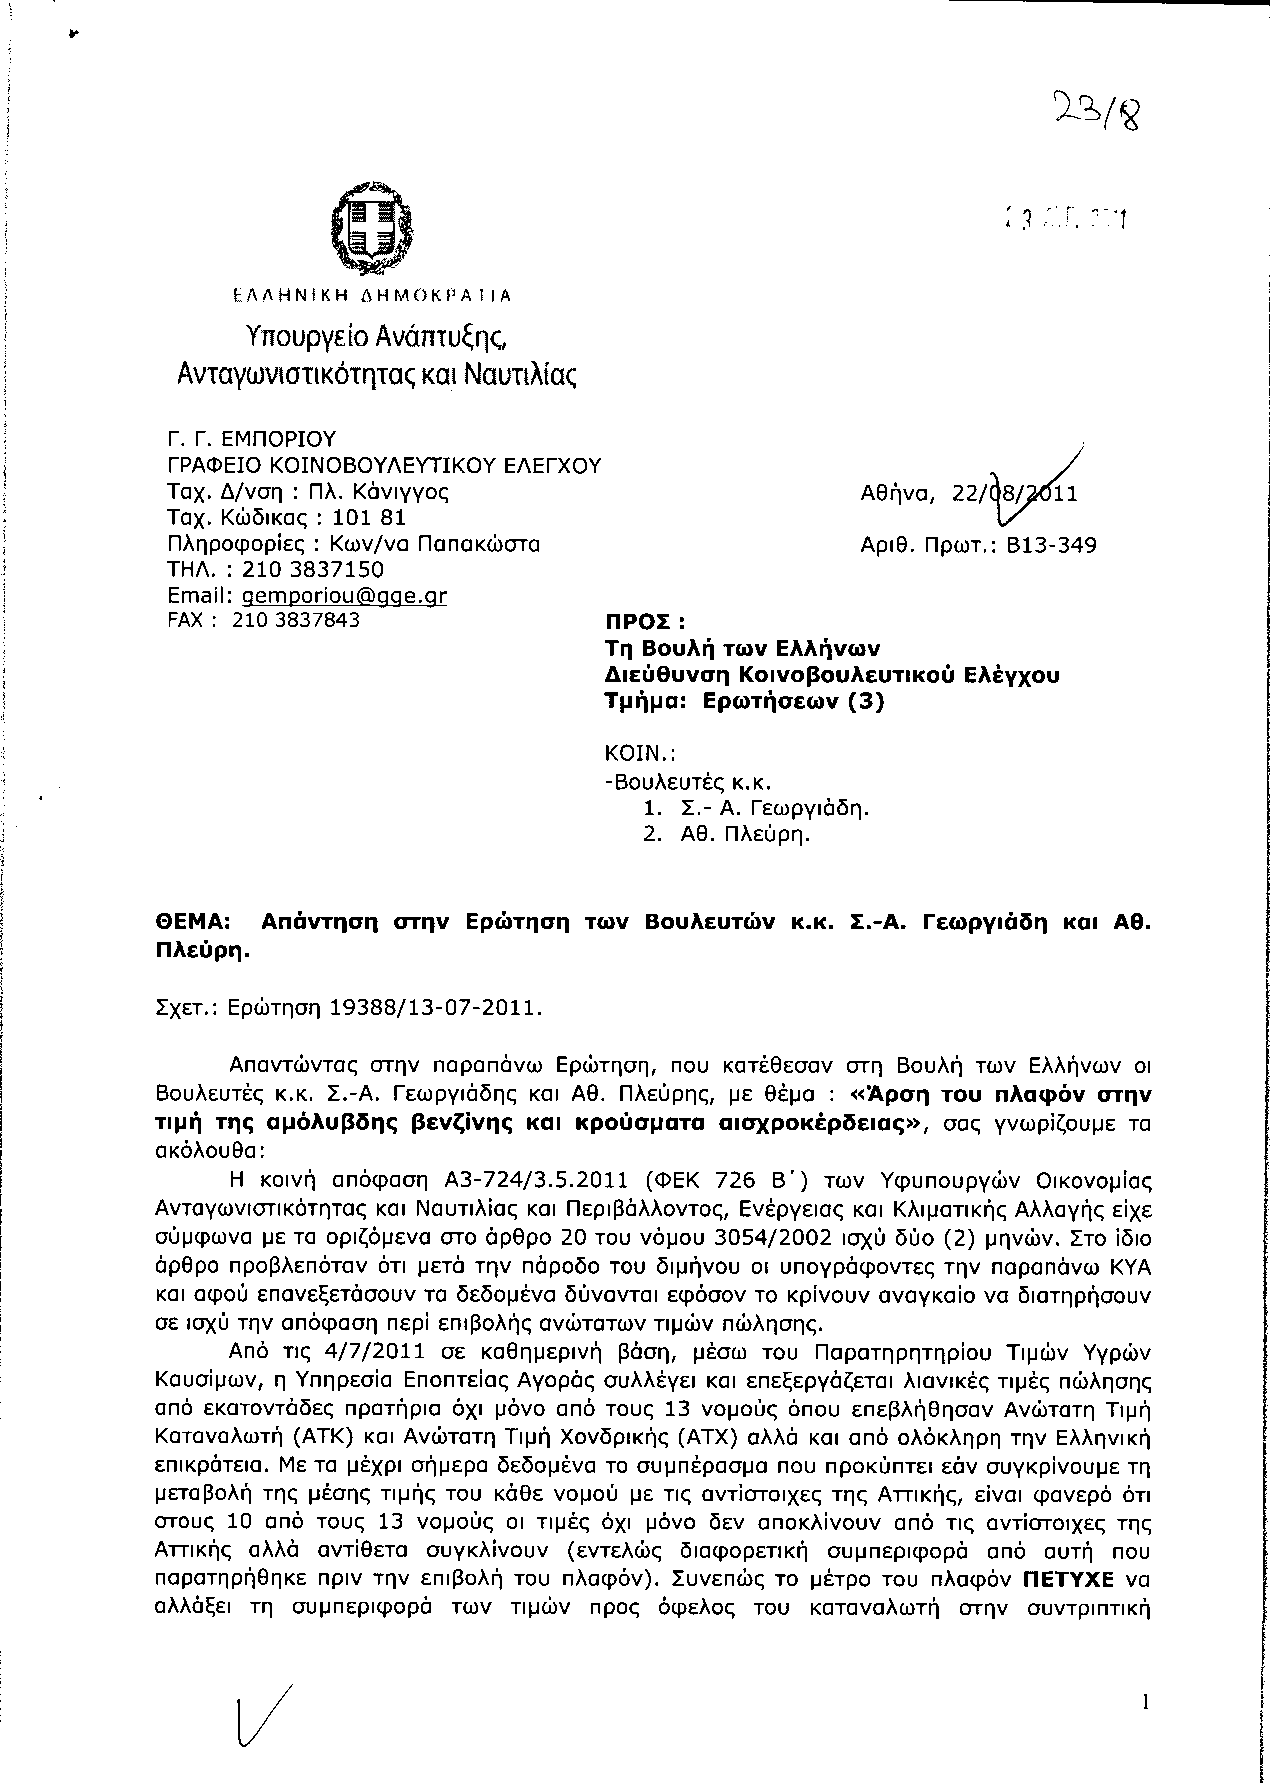 23/8
ΕΛΛΗΝΙΚΗ ΔΗΜΟΚΡΑΤΙΑ
Υπουργείο Ανάπτυξης,
Ανταγωνιστικότητας και Ναυτιλίας
Γ. Γ. ΕΜΠΟΡΙΟΥ
ΓΡΑΦΕΙΟ ΚΟΙΝΟΒΟΥΛΕΥΤΙΚΟΥ ΕΛΕΓΧΟΥ
Ταχ. Δ/νση : Πλ. Κάνιγγος
Ταχ. Κώδικας : 101 81
Πληροφορίες : Κων/να Παπακώστα
ΤΗΛ. : 210 3837150
Email: gemporiou@gge.gr
FAX : 210 3837843
Αθήνα, 22/08/2011
Αριθ. Πρωτ.: Β13-349
ΠΡΟΣ :
Τη Βουλή των Ελλήνων
Διεύθυνση Κοινοβουλευτικού Ελέγχου
Τμήμα: Ερωτήσεων (3)
ΚΟΙΝ.:
-Βουλευτές κ.κ.
1. Σ.- Α. Γεωργιάδη.
2. Αθ. Πλεύρη.
ΘΕΜΑ: Απάντηση στην Ερώτηση των Βουλευτών κ.κ. Σ.-Α. Γεωργιάδη και Αθ.
Πλεύρη.
Σχετ.: Ερώτηση 19388/13-07-2011.
Απαντώντας στην παραπάνω Ερώτηση, που κατέθεσαν στη Βουλή των Ελλήνων οι
Βουλευτές κ.κ. Σ.-Α. Γεωργιάδης και Αθ. Πλεύρης, με θέμα : «Άρση του πλαφόν στην
τιμή της αμόλυβδης βενζίνης και κρούσματα αισχροκέρδειας», σας γνωρίζουμε τα
ακόλουθα:
Η κοινή απόφαση Α3-724/3.5.2011 (ΦΕΚ 726 Β΄) των Υφυπουργών Οικονομίας
Ανταγωνιστικότητας και Ναυτιλίας και Περιβάλλοντος, Ενέργειας και Κλιματικής Αλλαγής είχε
σύμφωνα με τα οριζόμενα στο άρθρο 20 του νόμου 3054/2002 ισχύ δύο (2) μηνών. Στο ίδιο
άρθρο προβλεπόταν ότι μετά την πάροδο του διμήνου οι υπογράφοντες την παραπάνω ΚΥΑ
και αφού επανεξετάσουν τα δεδομένα δύνανται εφόσον το κρίνουν αναγκαίο να διατηρήσουν
σε ισχύ την απόφαση περί επιβολής ανώτατων τιμών πώλησης.
Από τις 4/7/2011 σε καθημερινή βάση, μέσω του Παρατηρητηρίου Τιμών Υγρών
Καυσίμων, η Υπηρεσία Εποπτείας Αγοράς συλλέγει και επεξεργάζεται λιανικές τιμές πώλησης
από εκατοντάδες πρατήρια όχι μόνο από τους 13 νομούς όπου επεβλήθησαν Ανώτατη Τιμή
Καταναλωτή (ΑΤΚ) και Ανώτατη Τιμή Χονδρικής (ΑΤΧ) αλλά και από ολόκληρη την Ελληνική
επικράτεια. Με τα μέχρι σήμερα δεδομένα το συμπέρασμα που προκύπτει εάν συγκρίνουμε τη
μεταβολή της μέσης τιμής του κάθε νομού με τις αντίστοιχες της Αττικής, είναι φανερό ότι
στους 10 από τους 13 νομούς οι τιμές όχι μόνο δεν αποκλίνουν από τις αντίστοιχες της
Αττικής αλλά αντίθετα συγκλίνουν (εντελώς διαφορετική συμπεριφορά από αυτή που
παρατηρήθηκε πριν την επιβολή του πλαφόν). Συνεπώς το μέτρο του πλαφόν ΠΕΤΥΧΕ να
αλλάξει τη συμπεριφορά των τιμών προς όφελος του καταναλωτή στην συντριπτική
1